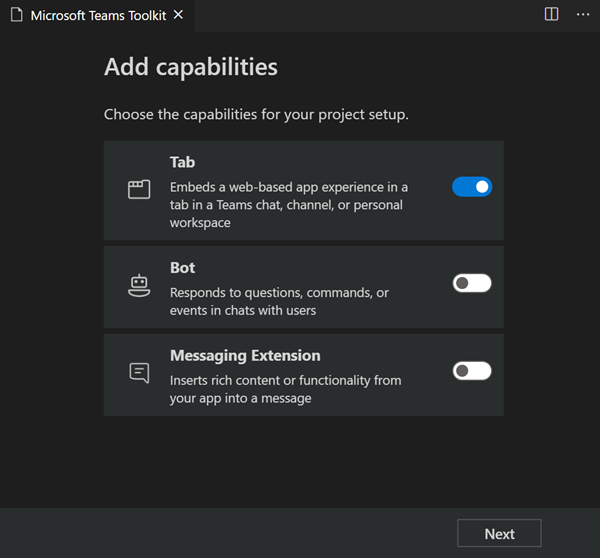 Microsoft Teams Toolkit
Add capabilities
Choose the capabilities for your project setup.
Tab
Embeds a web-based app experience in a
tab in a Teams chat, channel, or personal
workspace
Bot
Responds to questions, commands, or
events in chats with users
Messaging Extension
Inserts rich content or functionality from
your app into a message
Next